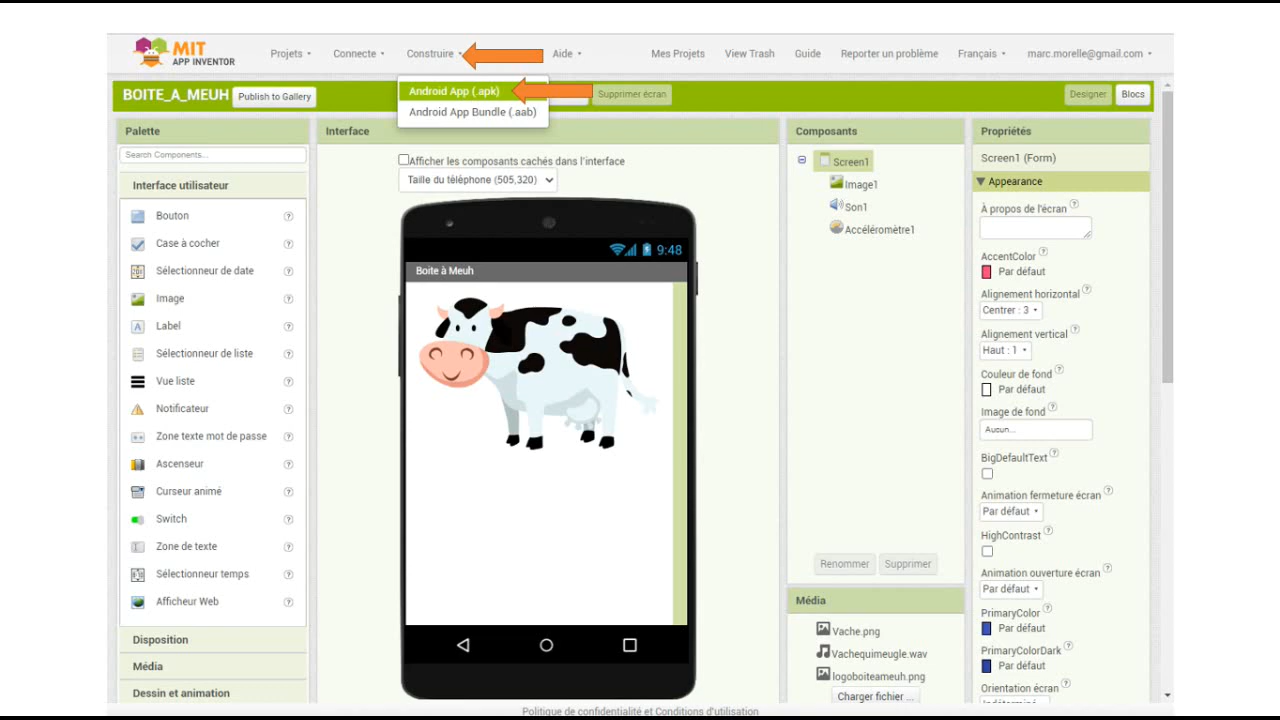 MIT
APP INVENTOR
Projets
Connecte
Construire
Aide
Mes Projets
View Trash
Guide
Reporter un problème
Français
marc.morelle@gmail.com
BOITE_A_MEUH
Publish to Gallery
Android App (.apk)
Android App Bundle (.aab)
Supprimer écran
Designer
Blocs
Palette
Search Components...
Interface utilisateur
Bouton
Case à cocher
Sélectionneur de date
Image
Label
Sélectionneur de liste
Vue liste
Notificateur
Zone texte mot de passe
Ascenseur
Curseur animé
Switch
Zone de texte
Sélectionneur temps
Afficheur Web
Disposition
Média
Dessin et animation
Interface
Afficher les composants cachés dans l'interface
Taille du téléphone (505,320)
9:48
Boite à Meuh
Composants
Screen1
Image1
Son1
Accéléromètre1
Renommer
Supprimer
Média
Vache.png
Vachequimeugle.wav
logoboiteameuh.png
Charger fichier ...
Propriétés
Screen1 (Form)
Appearance
À propos de l'écran
AccentColor
Par défaut
Alignement horizontal
Centrer : 3
Alignement vertical
Haut : 1
Couleur de fond
Par défaut
Image de fond
Aucun...
BigDefaultText
Animation fermeture écran
Par défaut
HighContrast
Animation ouverture écran
Par défaut
PrimaryColor
Par défaut
PrimaryColorDark
Par défaut
Orientation écran
Politique de confidentialité et Conditions d'utilisation